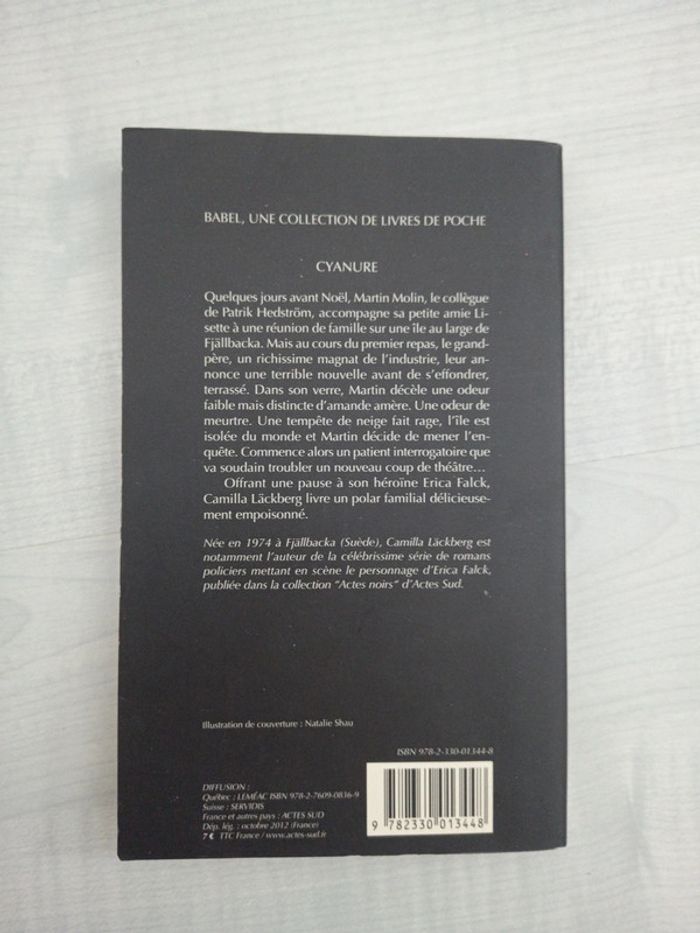 BABEL, UNE COLLECTION DE LIVRES DE POCHE
CYANURE
Quelques jours avant Noël, Martin Molin, le collègue
de Patrik Hedström, accompagne sa petite amie Li-
sette à une réunion de famille sur une île au large de
Fjällbacka. Mais au cours du premier repas, le grand-
père, un richissime magnat de l'industrie, leur an-
nonce une terrible nouvelle avant de s'effondrer,
terrassé. Dans son verre, Martin décèle une odeur
faible mais distincte d'amande amère. Une odeur de
meurtre. Une tempête de neige fait rage, l'île est
isolée du monde et Martin décide de mener l'en-
quête. Commence alors un patient interrogatoire que
va soudain troubler un nouveau coup de théâtre…
Offrant une pause à son héroïne Erica Falck,
Camilla Läckberg livre un polar familial délicieuse-
ment empoisonné.
Née en 1974 à Fjällbacka (Suède), Camilla Läckberg est
notamment l'auteur de la célébrissime série de romans
policiers mettant en scène le personnage d'Erica Falck,
publiée dans la collection "Actes noirs" d'Actes Sud.
Illustration de couverture : Natalie Shau
ISBN 978-2-330-01344-8
DIFFUSION :
Québec : LEMÉAC ISBN 978-2-7609-0836-9
Suisse : SERVIDIS
France et autres pays : ACTES SUD
Dép. lég. : octobre 2012 (France)
7 € TTC France / www.actes-sud.fr
9 782330 013448